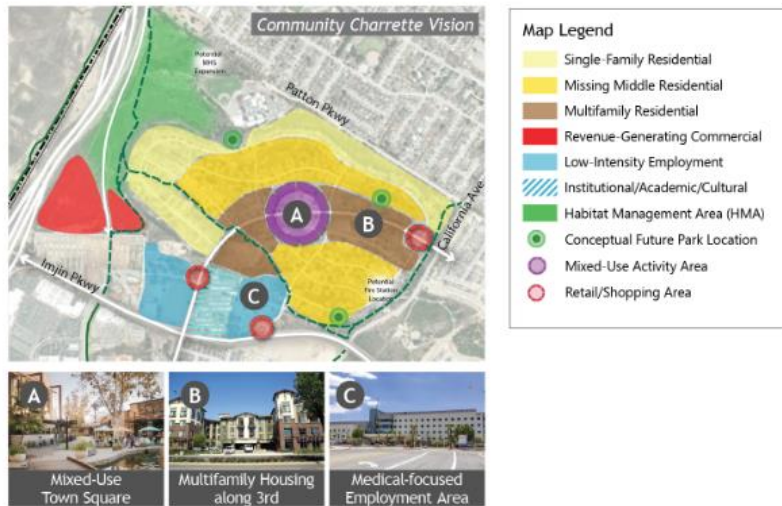 Community Charrette Vision
Potential
MHS
Expansion
Patton Pkwy
California Ave
Imjin Pkwy
A
B
C
Potential
Fire Station
Location
Map Legend
Single-Family Residential
Missing Middle Residential
Multifamily Residential
Revenue-Generating Commercial
Low-Intensity Employment
Institutional/Academic/Cultural
Habitat Management Area (HMA)
Conceptual Future Park Location
Mixed-Use Activity Area
Retail/Shopping Area
A
Mixed-Use
Town Square
B
Multifamily Housing
along 3rd
C
Medical-focused
Employment Area